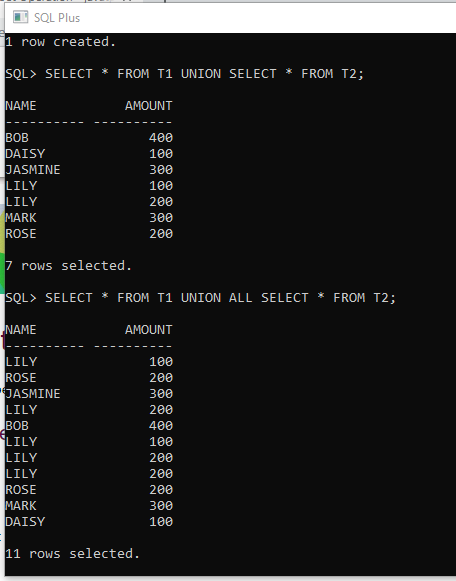 SQL Plus
1 row created.
SQL> SELECT * FROM T1 UNION SELECT * FROM T2;
NAME AMOUNT
---------- ----------
BOB 400
DAISY 100
JASMINE 300
LILY 100
LILY 200
MARK 300
ROSE 200
7 rows selected.
SQL> SELECT * FROM T1 UNION ALL SELECT * FROM T2;
NAME AMOUNT
---------- ----------
LILY 100
ROSE 200
JASMINE 300
LILY 200
BOB 400
LILY 100
LILY 200
LILY 200
ROSE 200
MARK 300
DAISY 100
11 rows selected.